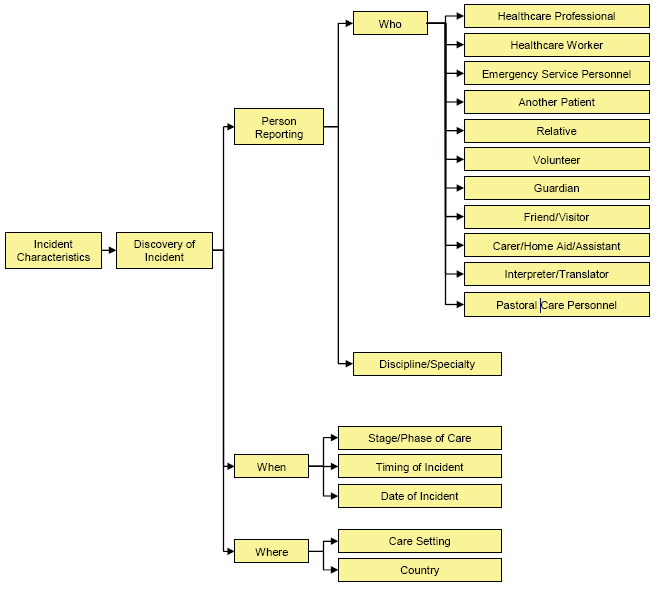 Incident
Characteristics
Discovery of
Incident
Person
Reporting
Who
Healthcare Professional
Healthcare Worker
Emergency Service Personnel
Another Patient
Relative
Volunteer
Guardian
Friend/Visitor
Carer/Home Aid/Assistant
Interpreter/Translator
Pastoral Care Personnel
Discipline/Specialty
When
Stage/Phase of Care
Timing of Incident
Date of Incident
Where
Care Setting
Country